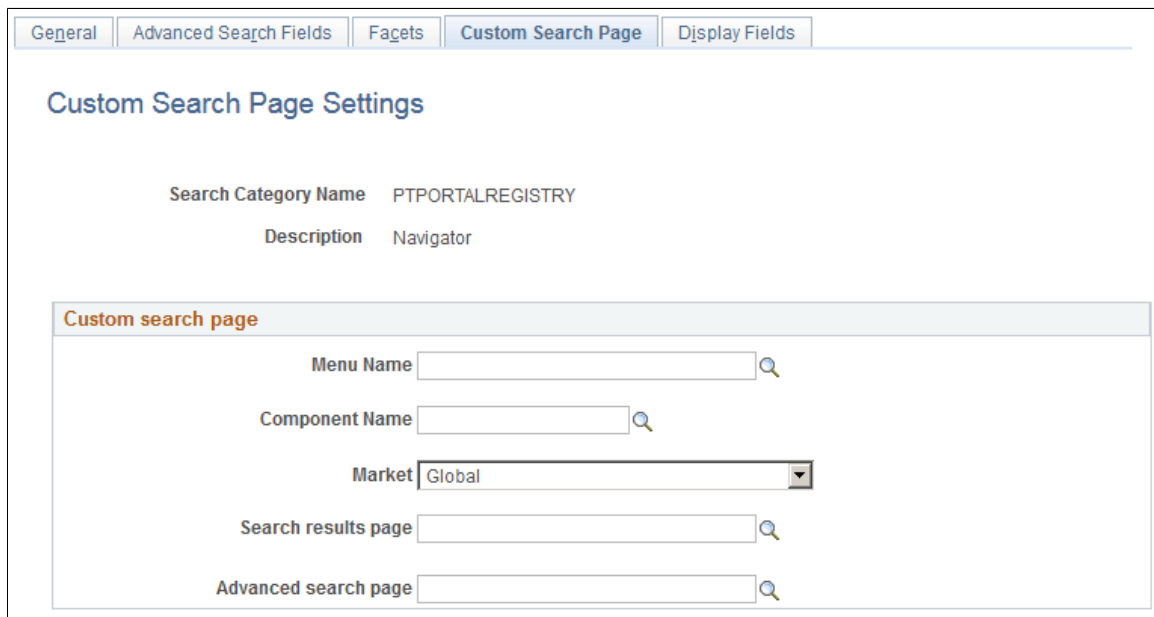 General Advanced Search Fields Facets Custom Search Page Display Fields
Custom Search Page Settings
Search Category Name PTPORTALREGISTRY
Description Navigator
Custom search page
Menu Name
Component Name
Market Global
Search results page
Advanced search page